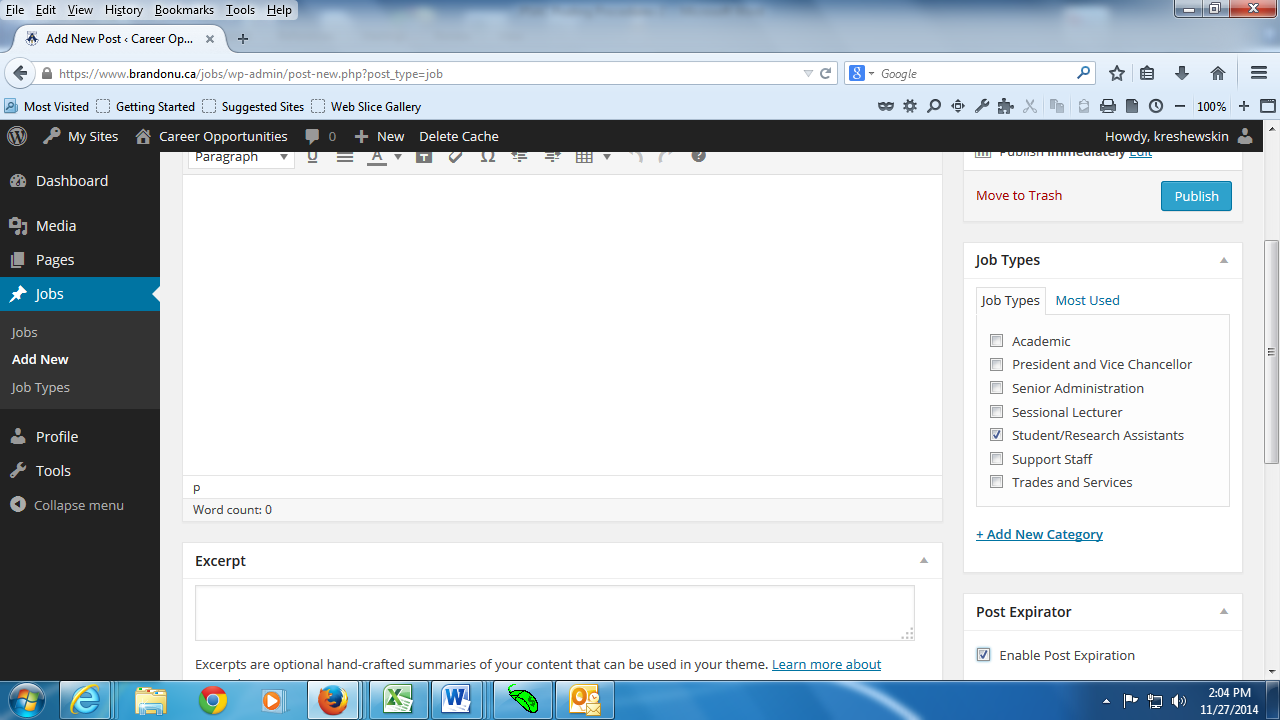 File Edit View History Bookmarks Tools Help
Add New Post ‹ Career Op...
https://www.brandonu.ca/jobs/wp-admin/post-new.php?post_type=job
Google
Most Visited Getting Started Suggested Sites Web Slice Gallery
100%
My Sites Career Opportunities 0 New Delete Cache
Howdy, kreshewskin
Paragraph
Publish immediately Edit
Dashboard
Media
Pages
Jobs
Jobs
Add New
Job Types
Profile
Tools
Collapse menu
p
Word count: 0
Excerpt
Excerpts are optional hand-crafted summaries of your content that can be used in your theme. Learn more about
Move to Trash
Publish
Job Types
Job Types Most Used
Academic
President and Vice Chancellor
Senior Administration
Sessional Lecturer
Student/Research Assistants
Support Staff
Trades and Services
+ Add New Category
Post Expirator
Enable Post Expiration
2:04 PM
11/27/2014